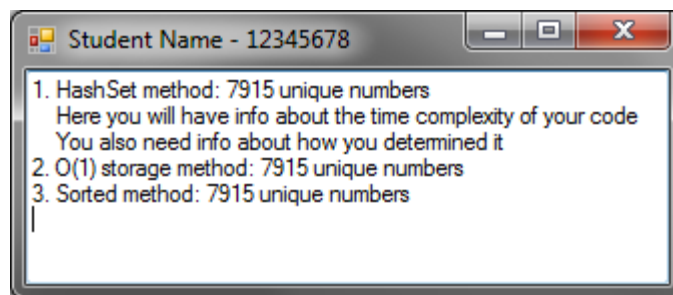 Student Name - 12345678
1. HashSet method: 7915 unique numbers
Here you will have info about the time complexity of your code
You also need info about how you determined it
2. O(1) storage method: 7915 unique numbers
3. Sorted method: 7915 unique numbers